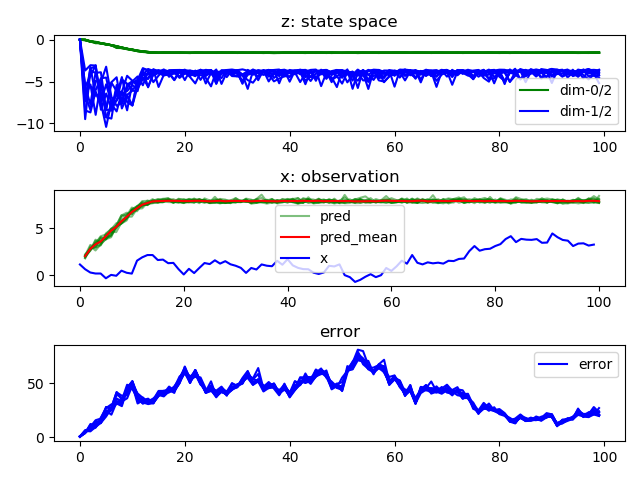 z: state space
0
−5
−10
dim-0/2
dim-1/2
0 20 40 60 80 100
x: observation
5
0
pred
pred_mean
x
0 20 40 60 80 100
error
50
0
error
0 20 40 60 80 100